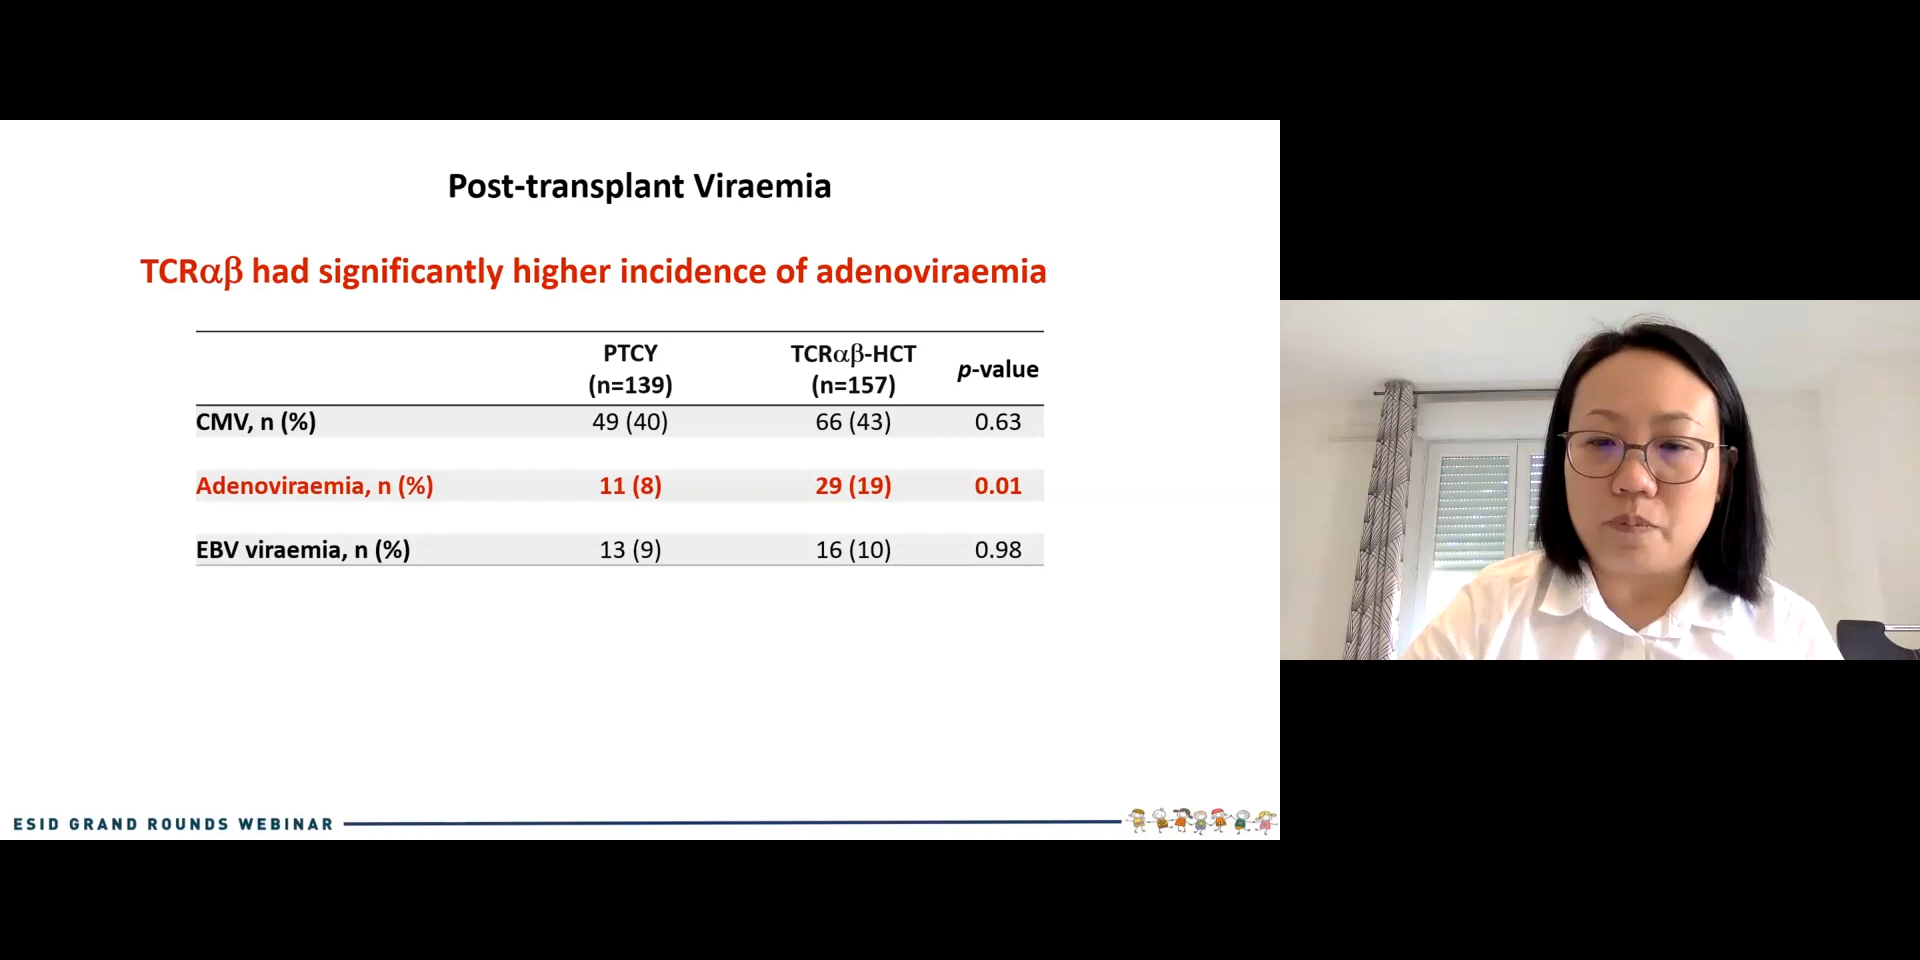 Post-transplant Viraemia
TCRαβ had significantly higher incidence of adenoviraemia
PTCY (n=139) TCRαβ-HCT (n=157) p-value
CMV, n (%) 49 (40) 66 (43) 0.63
Adenoviraemia, n (%) 11 (8) 29 (19) 0.01
EBV viraemia, n (%) 13 (9) 16 (10) 0.98
ESID GRAND ROUNDS WEBINAR